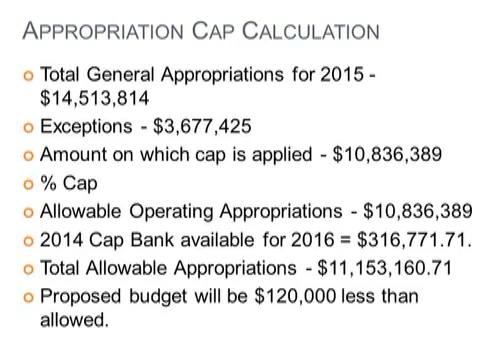 APPROPRIATION CAP CALCULATION
Total General Appropriations for 2015 -
$14,513,814
Exceptions - $3,677,425
Amount on which cap is applied - $10,836,389
% Cap
Allowable Operating Appropriations - $10,836,389
2014 Cap Bank available for 2016 = $316,771.71.
Total Allowable Appropriations - $11,153,160.71
Proposed budget will be $120,000 less than
allowed.